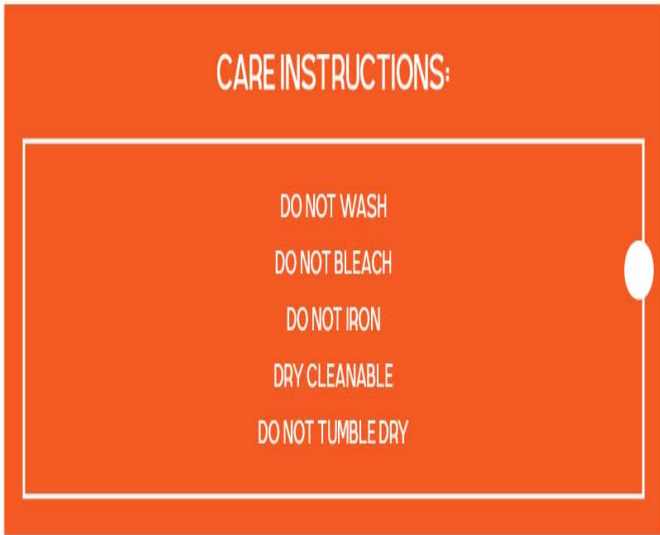 CARE INSTRUCTIONS:
DO NOT WASH
DO NOT BLEACH
DO NOT IRON
DRY CLEANABLE
DO NOT TUMBLE DRY